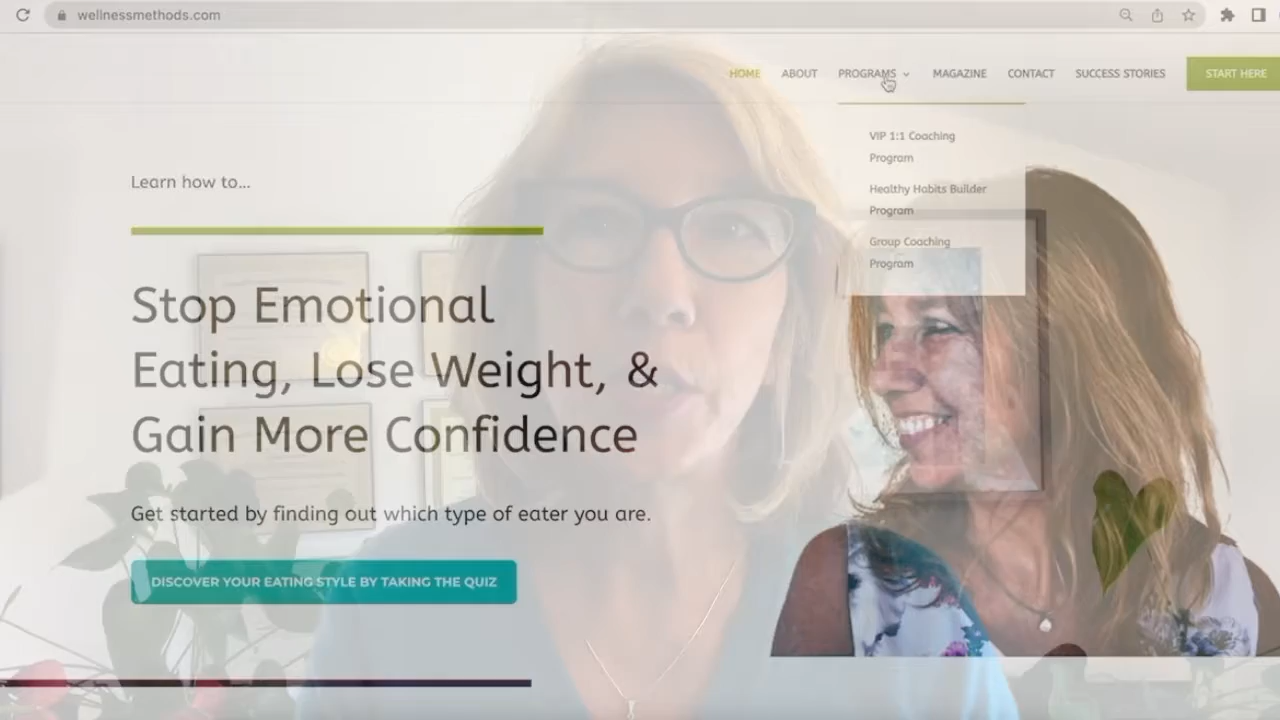 wellnessmethods.com
HOME ABOUT PROGRAMS MAGAZINE CONTACT SUCCESS STORIES START HERE
VIP 1:1 Coaching
Program
Healthy Habits Builder
Program
Group Coaching
Program
Learn how to...
Stop Emotional
Eating, Lose Weight, &
Gain More Confidence
Get started by finding out which type of eater you are.
DISCOVER YOUR EATING STYLE BY TAKING THE QUIZ